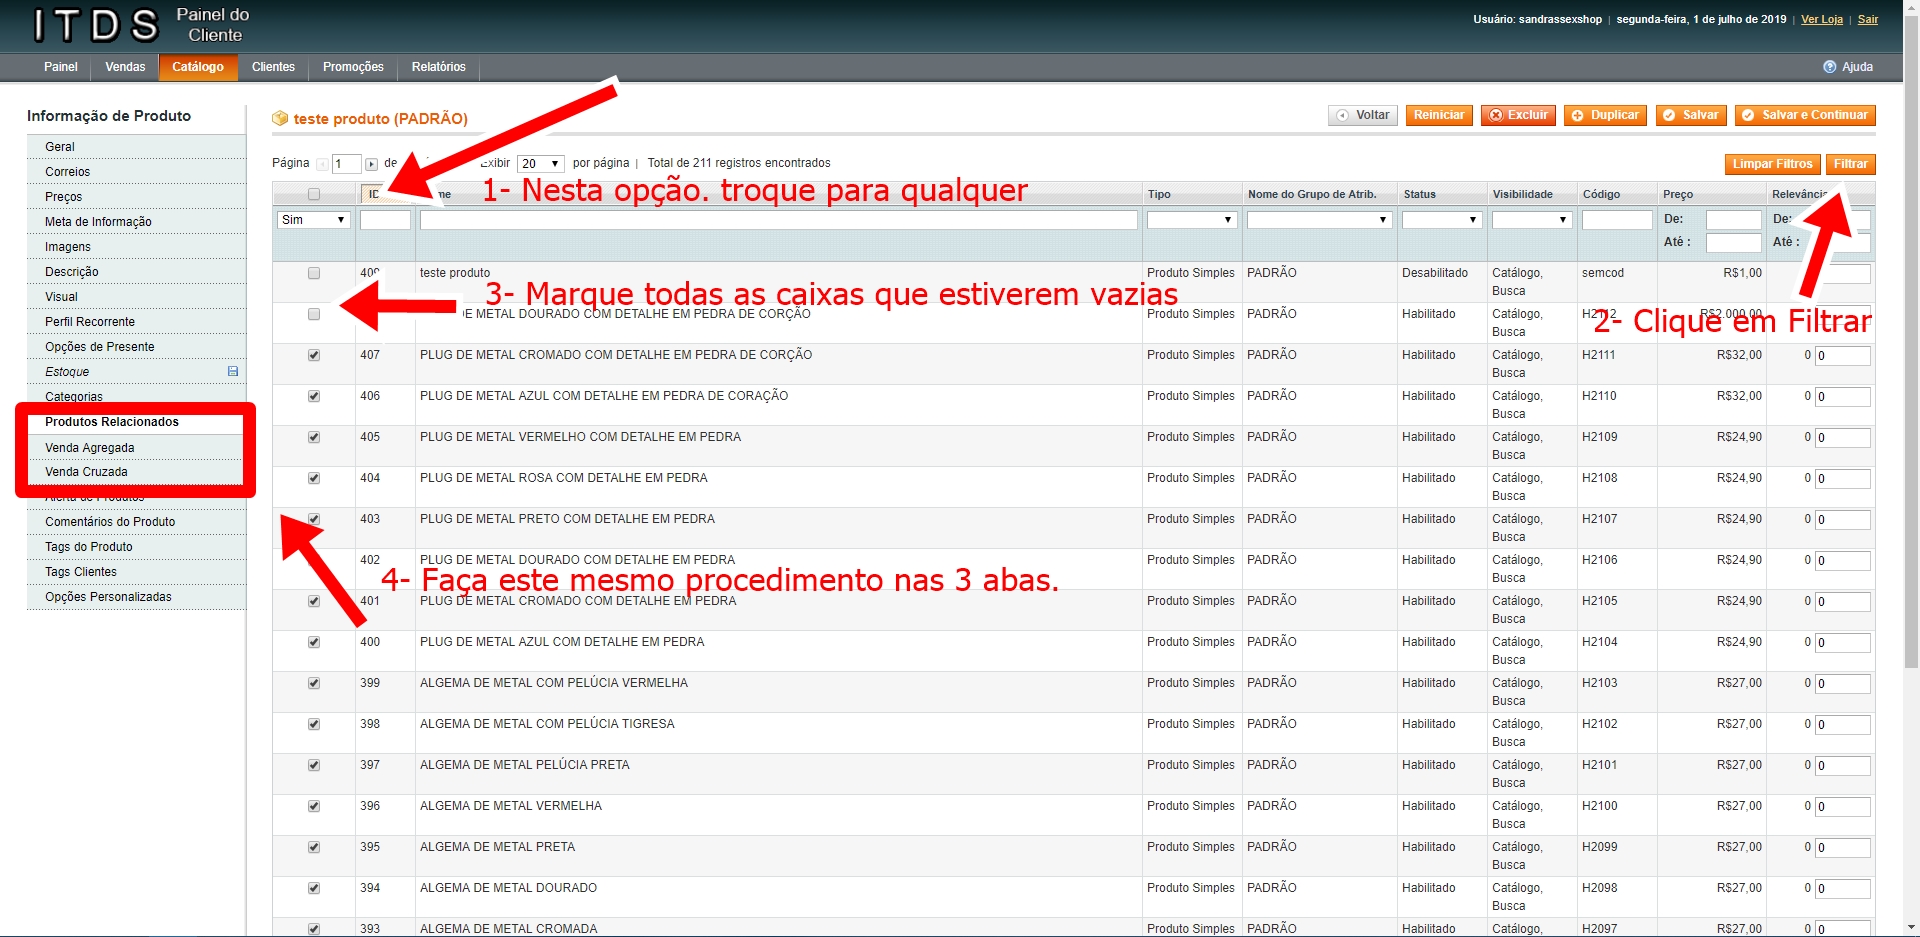 ITDS Painel do Cliente
Usuário: sandrassexshop | segunda-feira, 1 de julho de 2019 | Ver Loja | Sair
Painel Vendas Catálogo Clientes Promoções Relatórios Ajuda
Informação de Produto
Geral
Correios
Preços
Meta de Informação
Imagens
Descrição
Visual
Perfil Recorrente
Opções de Presente
Estoque
Categorias
Produtos Relacionados
Venda Agregada
Venda Cruzada
Alerta de Produtos
Comentários do Produto
Tags do Produto
Tags Clientes
Opções Personalizadas
teste produto (PADRÃO)
Voltar Reiniciar Excluir Duplicar Salvar Salvar e Continuar
Página 1 de xibir 20 por página | Total de 211 registros encontrados
Limpar Filtros Filtrar
1- Nesta opção. troque para qualquer
2- Clique em Filtrar
3- Marque todas as caixas que estiverem vazias
4- Faça este mesmo procedimento nas 3 abas.
ID me Tipo Nome do Grupo de Atrib. Status Visibilidade Código Preço Relevância
Sim De: De:
Até : Até :
409 teste produto Produto Simples PADRÃO Desabilitado Catálogo, Busca semcod R$1,00
DE METAL DOURADO COM DETALHE EM PEDRA DE CORÇÃO Produto Simples PADRÃO Habilitado Catálogo, Busca H2112 R$2.000,00
407 PLUG DE METAL CROMADO COM DETALHE EM PEDRA DE CORÇÃO Produto Simples PADRÃO Habilitado Catálogo, Busca H2111 R$32,00 0 0
406 PLUG DE METAL AZUL COM DETALHE EM PEDRA DE CORAÇÃO Produto Simples PADRÃO Habilitado Catálogo, Busca H2110 R$32,00 0 0
405 PLUG DE METAL VERMELHO COM DETALHE EM PEDRA Produto Simples PADRÃO Habilitado Catálogo, Busca H2109 R$24,90 0 0
404 PLUG DE METAL ROSA COM DETALHE EM PEDRA Produto Simples PADRÃO Habilitado Catálogo, Busca H2108 R$24,90 0 0
403 PLUG DE METAL PRETO COM DETALHE EM PEDRA Produto Simples PADRÃO Habilitado Catálogo, Busca H2107 R$24,90 0 0
402 PLUG DE METAL DOURADO COM DETALHE EM PEDRA Produto Simples PADRÃO Habilitado Catálogo, Busca H2106 R$24,90 0 0
401 PLUG DE METAL CROMADO COM DETALHE EM PEDRA Produto Simples PADRÃO Habilitado Catálogo, Busca H2105 R$24,90 0 0
400 PLUG DE METAL AZUL COM DETALHE EM PEDRA Produto Simples PADRÃO Habilitado Catálogo, Busca H2104 R$24,90 0 0
399 ALGEMA DE METAL COM PELÚCIA VERMELHA Produto Simples PADRÃO Habilitado Catálogo, Busca H2103 R$27,00 0 0
398 ALGEMA DE METAL COM PELÚCIA TIGRESA Produto Simples PADRÃO Habilitado Catálogo, Busca H2102 R$27,00 0 0
397 ALGEMA DE METAL PELÚCIA PRETA Produto Simples PADRÃO Habilitado Catálogo, Busca H2101 R$27,00 0 0
396 ALGEMA DE METAL VERMELHA Produto Simples PADRÃO Habilitado Catálogo, Busca H2100 R$27,00 0 0
395 ALGEMA DE METAL PRETA Produto Simples PADRÃO Habilitado Catálogo, Busca H2099 R$27,00 0 0
394 ALGEMA DE METAL DOURADO Produto Simples PADRÃO Habilitado Catálogo, Busca H2098 R$27,00 0 0
393 ALGEMA DE METAL CROMADA Produto Simples PADRÃO Habilitado Catálogo, H2097 R$27,00 0 0